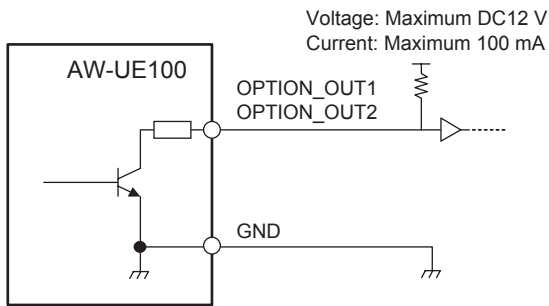 Voltage: Maximum DC12 V
Current: Maximum 100 mA
AW-UE100
OPTION_OUT1
OPTION_OUT2
GND